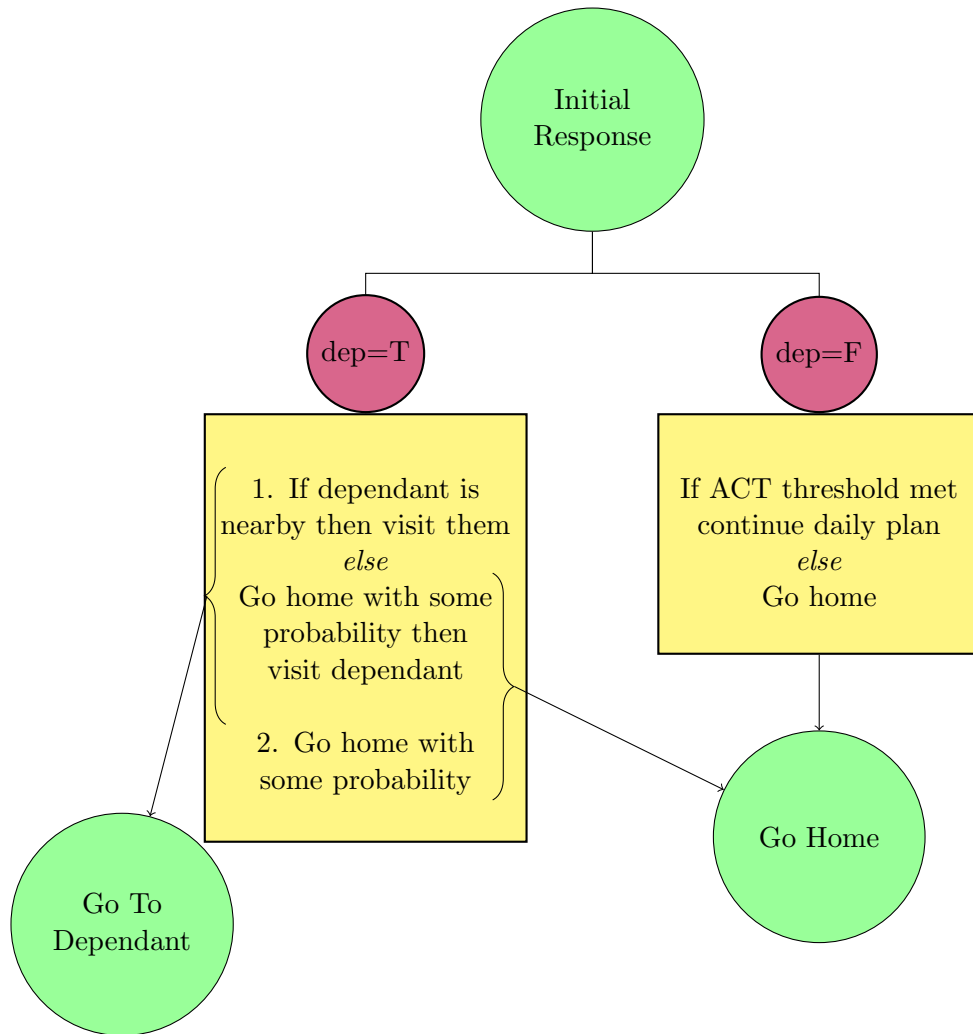 Initial
Response
dep=T
dep=F
1. If dependant is
nearby then visit them
else
Go home with some
probability then
visit dependant
2. Go home with
some probability
If ACT threshold met
continue daily plan
else
Go home
Go Home
Go To
Dependant